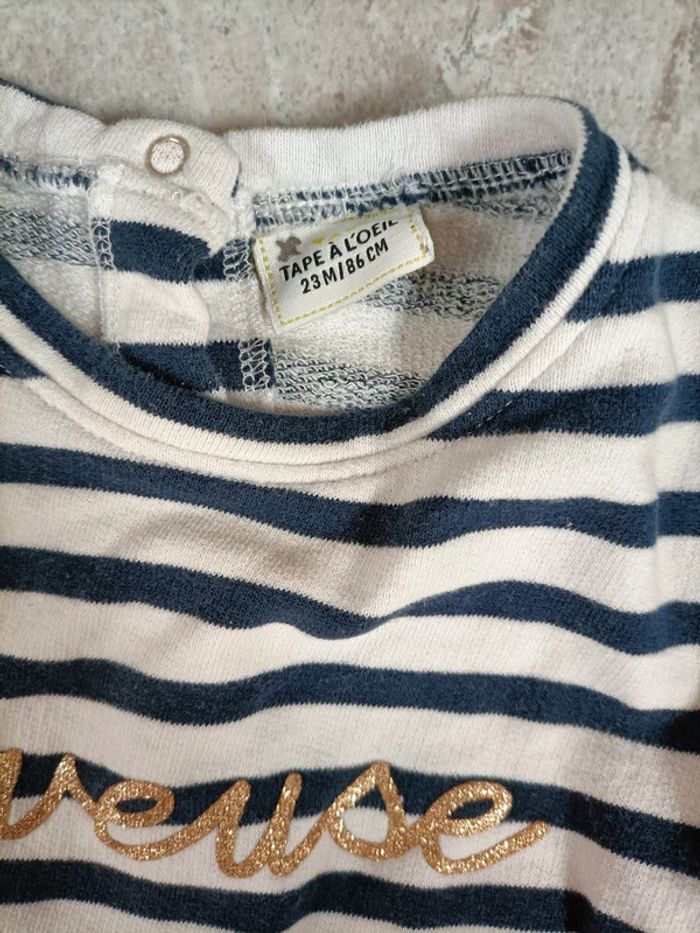 TAPE À L'OEIL
23M/86CM
veuse